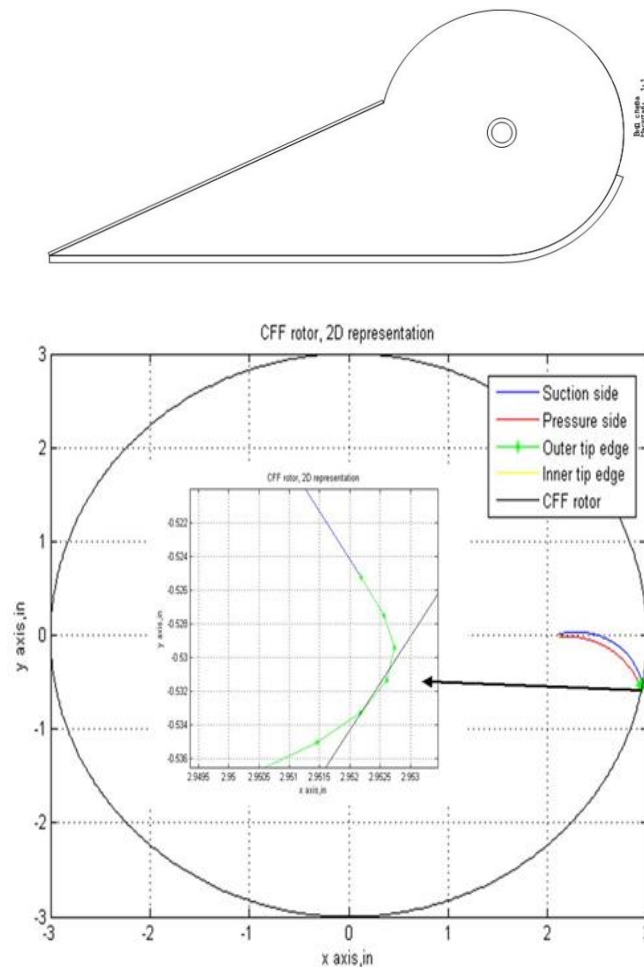 CFF rotor, 2D representation
3
2
1
0
-1
-2
-3
y axis,in
-3
-2
-1
0
1
2
3
x axis,in
Suction side
Pressure side
Outer tip edge
Inner tip edge
CFF rotor
CFF rotor, 2D representation
-0.522
-0.524
-0.526
-0.528
-0.53
-0.532
-0.534
-0.536
y axis,in
2.9495
2.95
2.9505
2.951
2.9515
2.952
2.9525
2.953
x axis,in